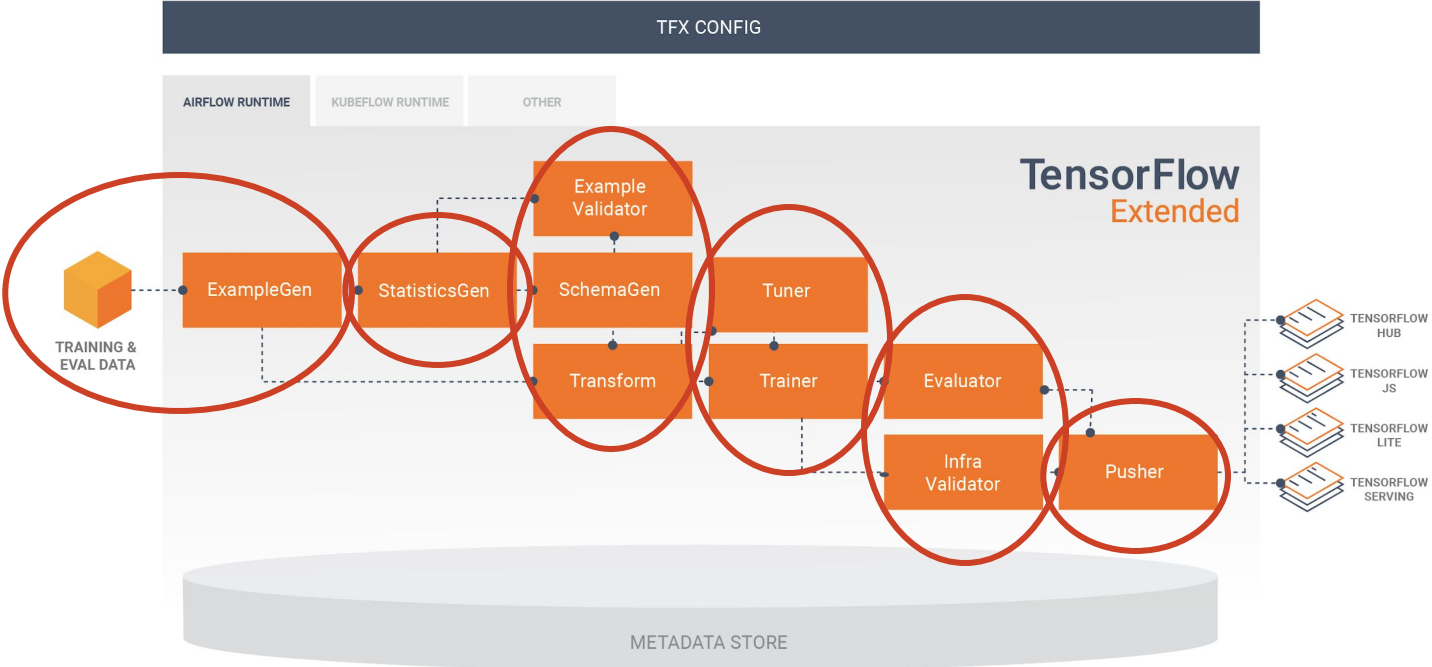 TFX CONFIG
AIRFLOW RUNTIME
KUBEFLOW RUNTIME
OTHER
TensorFlow
Extended
Example
Validator
TRAINING &
EVAL DATA
ExampleGen
StatisticsGen
SchemaGen
Tuner
Transform
Trainer
Evaluator
Infra
Validator
Pusher
TENSORFLOW
HUB
TENSORFLOW
JS
TENSORFLOW
LITE
TENSORFLOW
SERVING
METADATA STORE